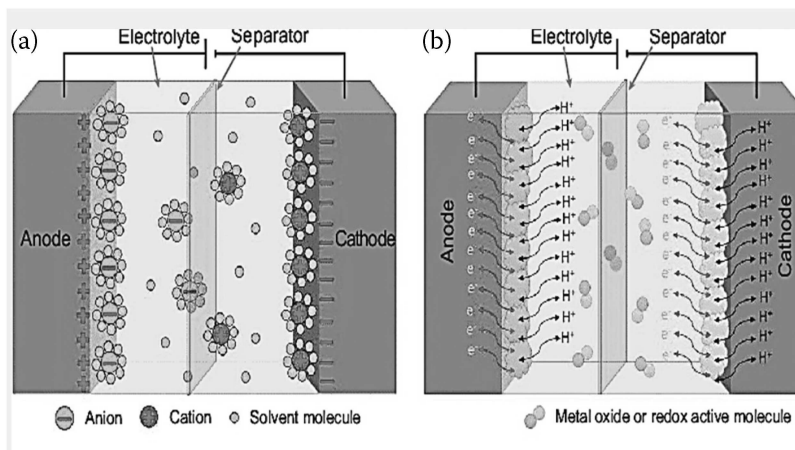 (a)
Electrolyte Separator
Anode
Cathode
Anion Cation Solvent molecule
(b)
Electrolyte Separator
e⁻ H⁺ e⁻ H⁺
H⁺ H⁺
e⁻ H⁺ e⁻ H⁺
e⁻ H⁺ e⁻ H⁺
e⁻ H⁺ e⁻ H⁺
e⁻ H⁺ e⁻ H⁺
e⁻ H⁺ e⁻ H⁺
e⁻ H⁺ e⁻ H⁺
e⁻ H⁺ e⁻ H⁺
e⁻ H⁺ e⁻ H⁺
e⁻ H⁺ e⁻ H⁺
e⁻ H⁺ e⁻ H⁺
e⁻ H⁺ e⁻ H⁺
e⁻ e⁻ H⁺
Anode
Cathode
Metal oxide or redox active molecule